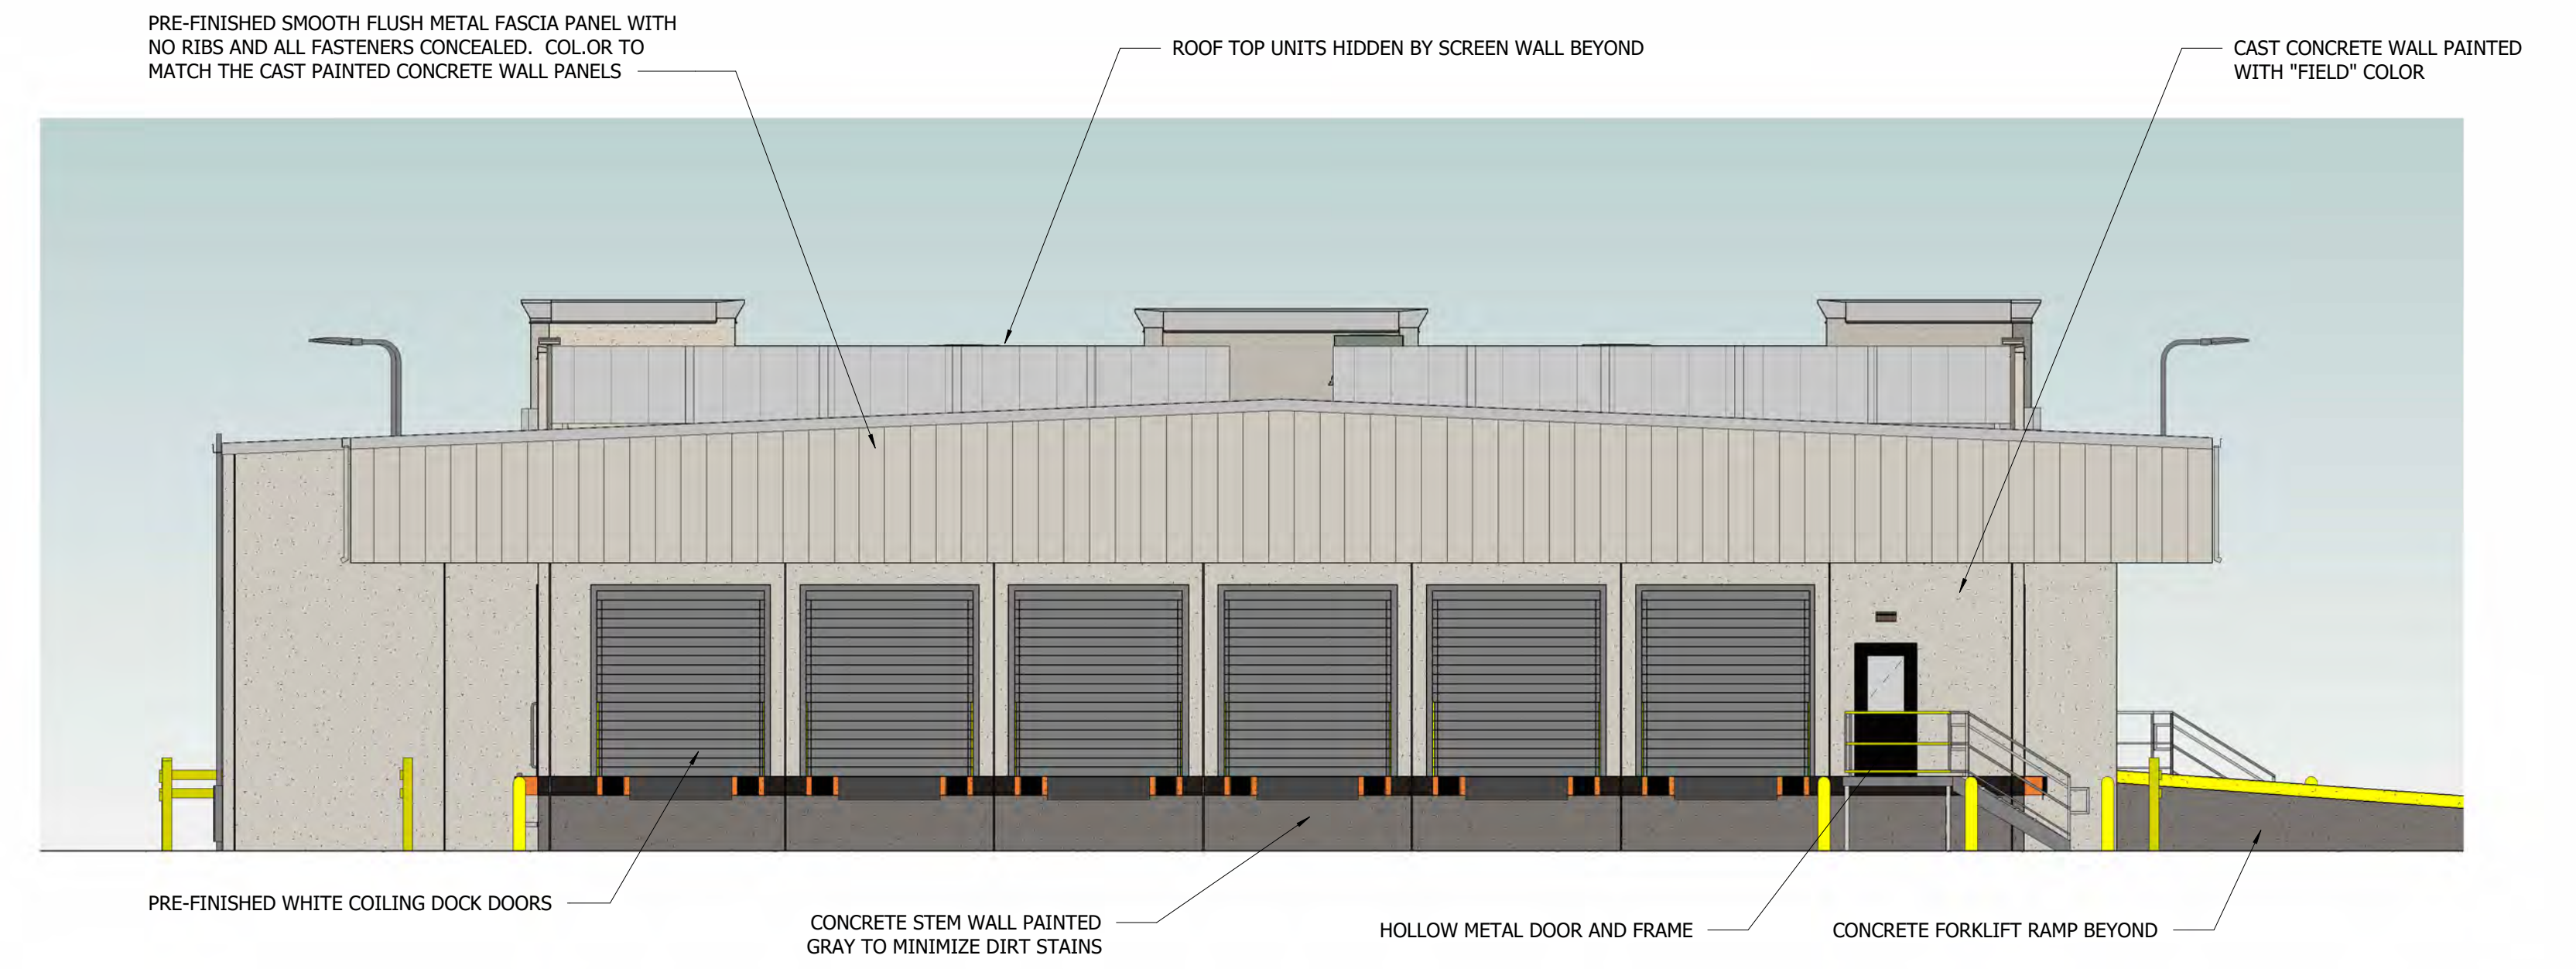 PRE-FINISHED SMOOTH FLUSH METAL FASCIA PANEL WITH
NO RIBS AND ALL FASTENERS CONCEALED. COL.OR TO
MATCH THE CAST PAINTED CONCRETE WALL PANELS
ROOF TOP UNITS HIDDEN BY SCREEN WALL BEYOND
CAST CONCRETE WALL PAINTED
WITH "FIELD" COLOR
PRE-FINISHED WHITE COILING DOCK DOORS
CONCRETE STEM WALL PAINTED
GRAY TO MINIMIZE DIRT STAINS
HOLLOW METAL DOOR AND FRAME
CONCRETE FORKLIFT RAMP BEYOND